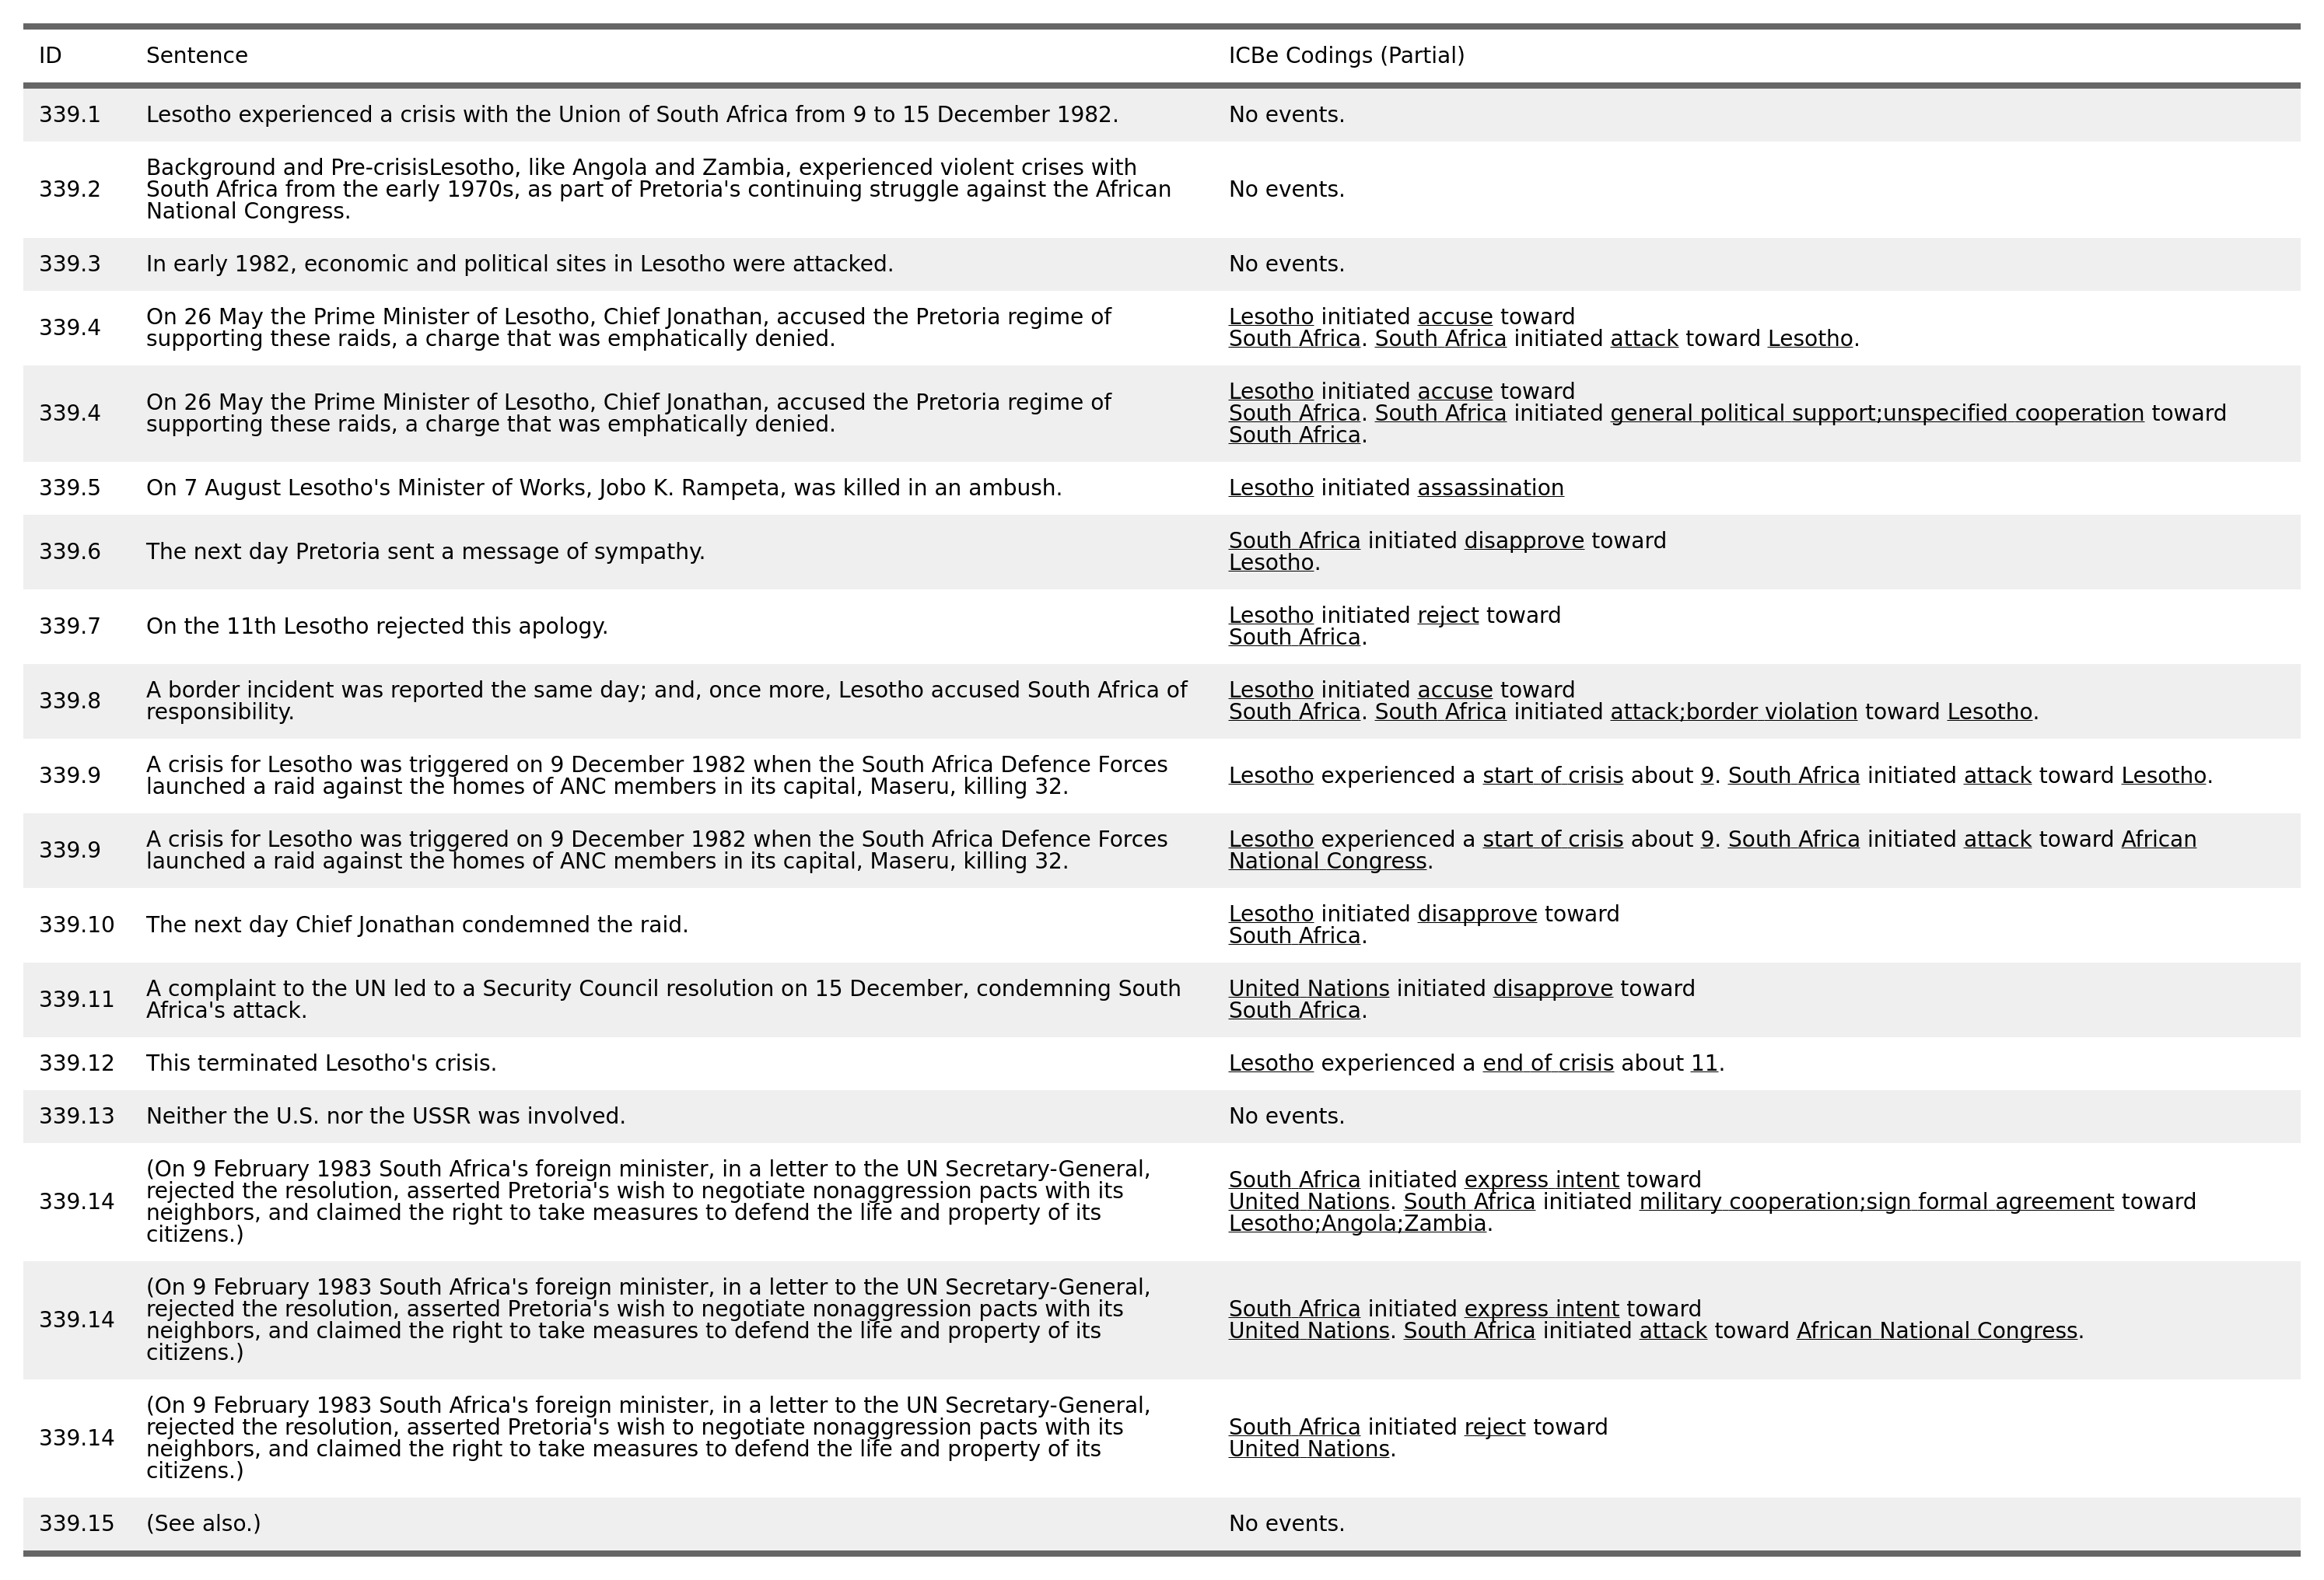 ID Sentence ICBe Codings (Partial)
339.1 Lesotho experienced a crisis with the Union of South Africa from 9 to 15 December 1982. No events.
Background and Pre-crisisLesotho, like Angola and Zambia, experienced violent crises with
339.2 South Africa from the early 1970s, as part of Pretoria's continuing struggle against the African No events.
National Congress.
339.3 In early 1982, economic and political sites in Lesotho were attacked. No events.
339.4 On 26 May the Prime Minister of Lesotho, Chief Jonathan, accused the Pretoria regime of
supporting these raids, a charge that was emphatically denied.
Lesotho initiated accuse toward
South Africa. South Africa initiated attack toward Lesotho.
339.4 On 26 May the Prime Minister of Lesotho, Chief Jonathan, accused the Pretoria regime of
supporting these raids, a charge that was emphatically denied.
Lesotho initiated accuse toward
South Africa. South Africa initiated general political support;unspecified cooperation toward
South Africa.
339.5 On 7 August Lesotho's Minister of Works, Jobo K. Rampeta, was killed in an ambush. Lesotho initiated assassination
339.6 The next day Pretoria sent a message of sympathy.
South Africa initiated disapprove toward
Lesotho.
339.7 On the 11th Lesotho rejected this apology.
Lesotho initiated reject toward
South Africa.
339.8 A border incident was reported the same day; and, once more, Lesotho accused South Africa of
responsibility.
Lesotho initiated accuse toward
South Africa. South Africa initiated attack;border violation toward Lesotho.
339.9 A crisis for Lesotho was triggered on 9 December 1982 when the South Africa Defence Forces
launched a raid against the homes of ANC members in its capital, Maseru, killing 32.
Lesotho experienced a start of crisis about 9. South Africa initiated attack toward Lesotho.
339.9 A crisis for Lesotho was triggered on 9 December 1982 when the South Africa Defence Forces
launched a raid against the homes of ANC members in its capital, Maseru, killing 32.
Lesotho experienced a start of crisis about 9. South Africa initiated attack toward African
National Congress.
339.10 The next day Chief Jonathan condemned the raid.
Lesotho initiated disapprove toward
South Africa.
339.11 A complaint to the UN led to a Security Council resolution on 15 December, condemning South
Africa's attack.
United Nations initiated disapprove toward
South Africa.
339.12 This terminated Lesotho's crisis. Lesotho experienced a end of crisis about 11.
339.13 Neither the U.S. nor the USSR was involved. No events.
339.14 (On 9 February 1983 South Africa's foreign minister, in a letter to the UN Secretary-General,
rejected the resolution, asserted Pretoria's wish to negotiate nonaggression pacts with its
neighbors, and claimed the right to take measures to defend the life and property of its
citizens.)
South Africa initiated express intent toward
United Nations. South Africa initiated military cooperation;sign formal agreement toward
Lesotho;Angola;Zambia.
339.14 (On 9 February 1983 South Africa's foreign minister, in a letter to the UN Secretary-General,
rejected the resolution, asserted Pretoria's wish to negotiate nonaggression pacts with its
neighbors, and claimed the right to take measures to defend the life and property of its
citizens.)
South Africa initiated express intent toward
United Nations. South Africa initiated attack toward African National Congress.
339.14 (On 9 February 1983 South Africa's foreign minister, in a letter to the UN Secretary-General,
rejected the resolution, asserted Pretoria's wish to negotiate nonaggression pacts with its
neighbors, and claimed the right to take measures to defend the life and property of its
citizens.)
South Africa initiated reject toward
United Nations.
339.15 (See also.) No events.